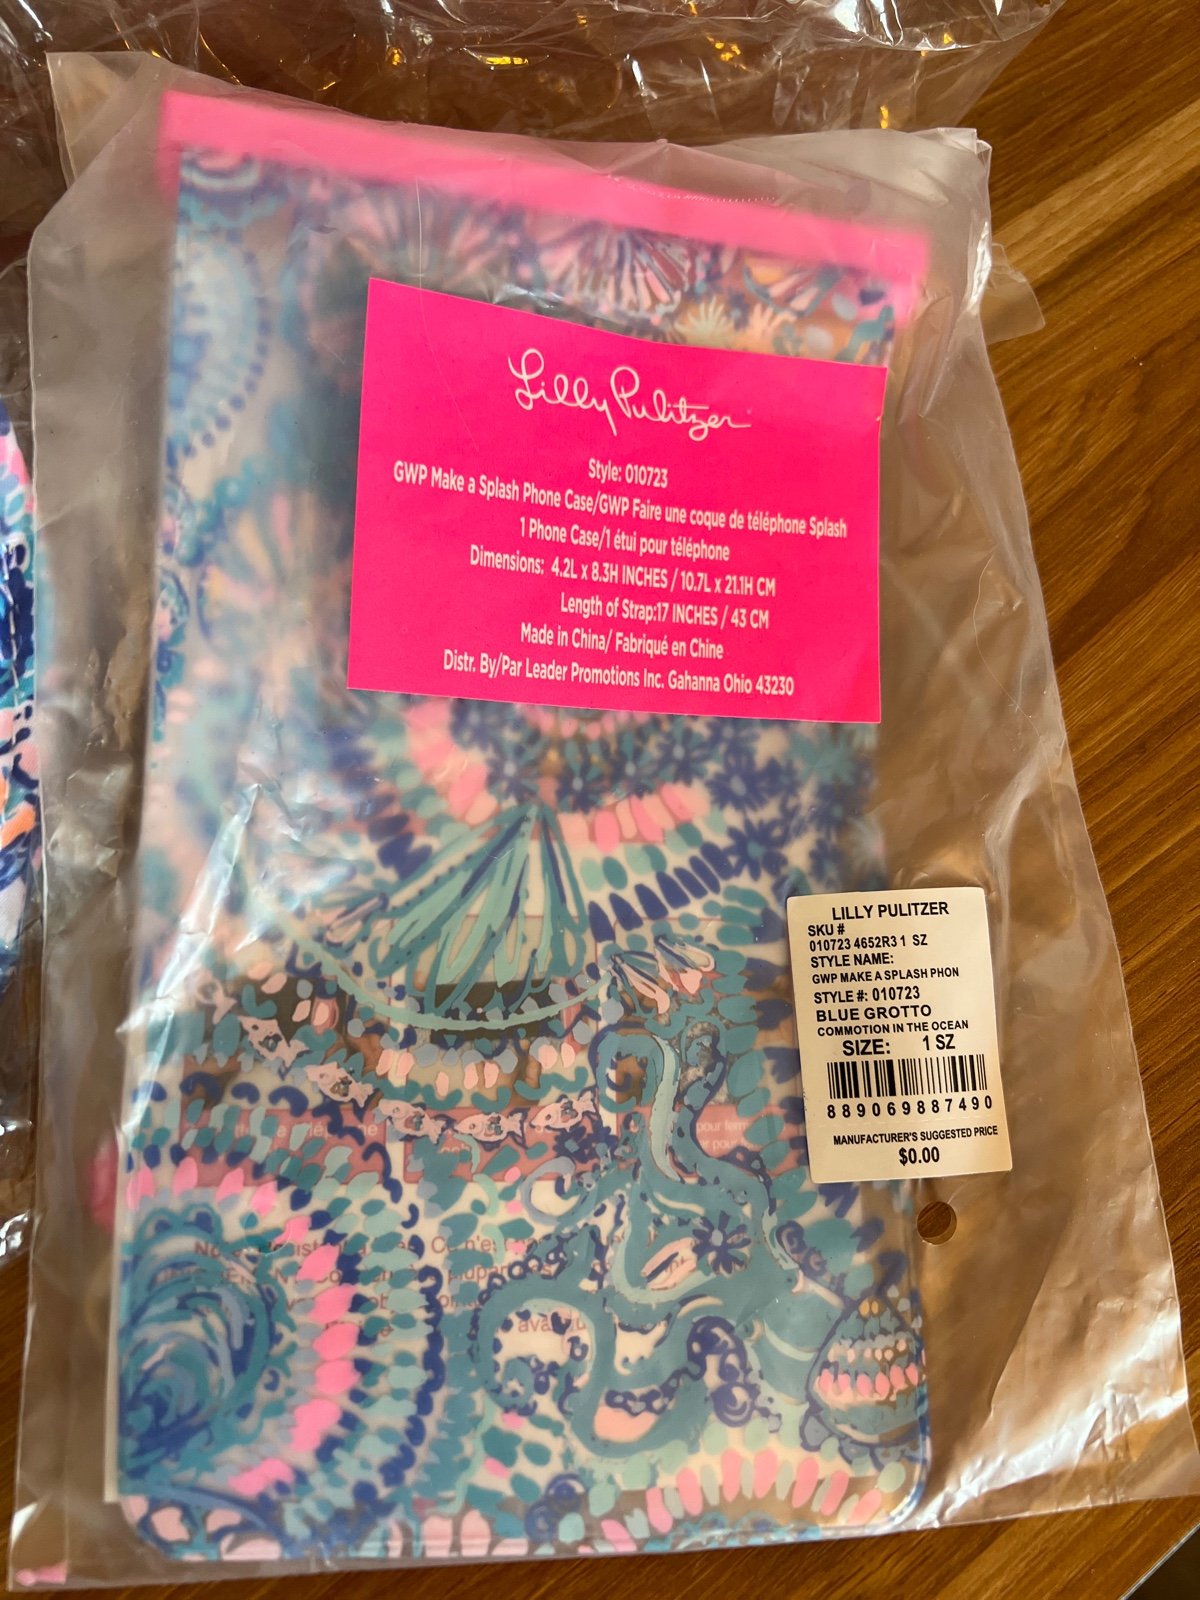 Lilly Pulitzer
Style: 010723
GWP Make a Splash Phone Case/GWP Faire une coque de téléphone Splash
1 Phone Case/1 étui pour téléphone
Dimensions: 4.2L x 8.3H INCHES / 10.7L x 21.1H CM
Length of Strap:17 INCHES / 43 CM
Made in China/ Fabriqué en Chine
Distr. By/Par Leader Promotions Inc. Gahanna Ohio 43230
LILLY PULITZER
SKU #
010723 4652R3 1 SZ
STYLE NAME:
GWP MAKE A SPLASH PHON
STYLE #: 010723
BLUE GROTTO
COMMOTION IN THE OCEAN
SIZE: 1 SZ
889069887490
MANUFACTURER'S SUGGESTED PRICE
$0.00